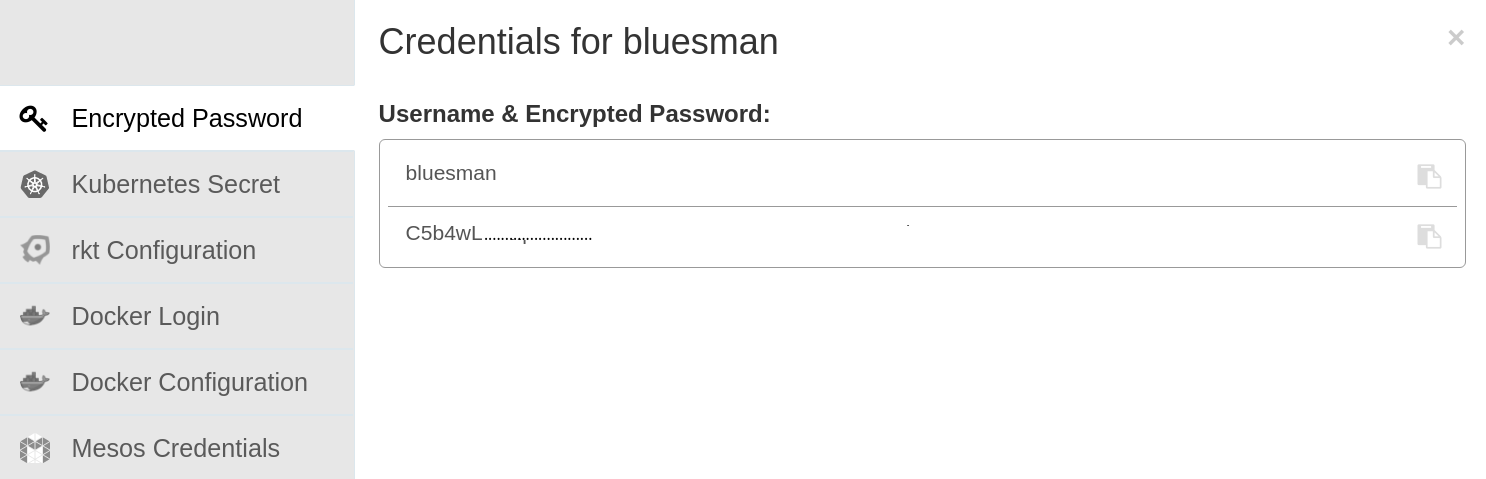 Credentials for bluesman
×
Encrypted Password
Kubernetes Secret
rkt Configuration
Docker Login
Docker Configuration
Mesos Credentials
Username & Encrypted Password:
bluesman
C5b4wL..........................